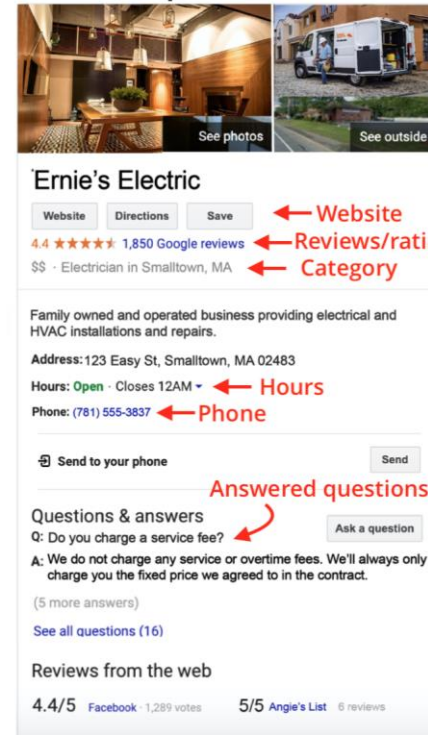 See photos
See outside
Ernie's Electric
Website Directions Save
Website
4.4 1,850 Google reviews
Reviews/rati
$$ · Electrician in Smalltown, MA
Category
Family owned and operated business providing electrical and
HVAC installations and repairs.
Address: 123 Easy St, Smalltown, MA 02483
Hours: Open · Closes 12AM
Hours
Phone: (781) 555-3837
Phone
Send to your phone
Send
Answered questions
Questions & answers
Ask a question
Q: Do you charge a service fee?
A: We do not charge any service or overtime fees. We'll always only
charge you the fixed price we agreed to in the contract.
(5 more answers)
See all questions (16)
Reviews from the web
4.4/5 Facebook · 1,289 votes 5/5 Angie's List 6 reviews